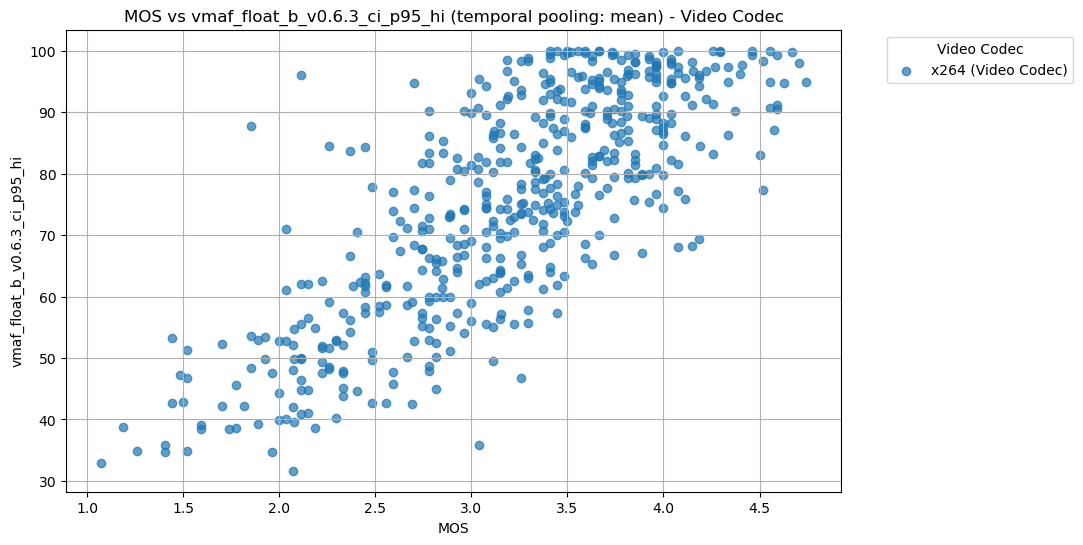 MOS vs vmaf_float_b_v0.6.3_ci_p95_hi (temporal pooling: mean) - Video Codec
Video Codec
x264 (Video Codec)
vmaf_float_b_v0.6.3_ci_p95_hi
100
90
80
70
60
50
40
30
1.0 1.5 2.0 2.5 3.0 3.5 4.0 4.5
MOS